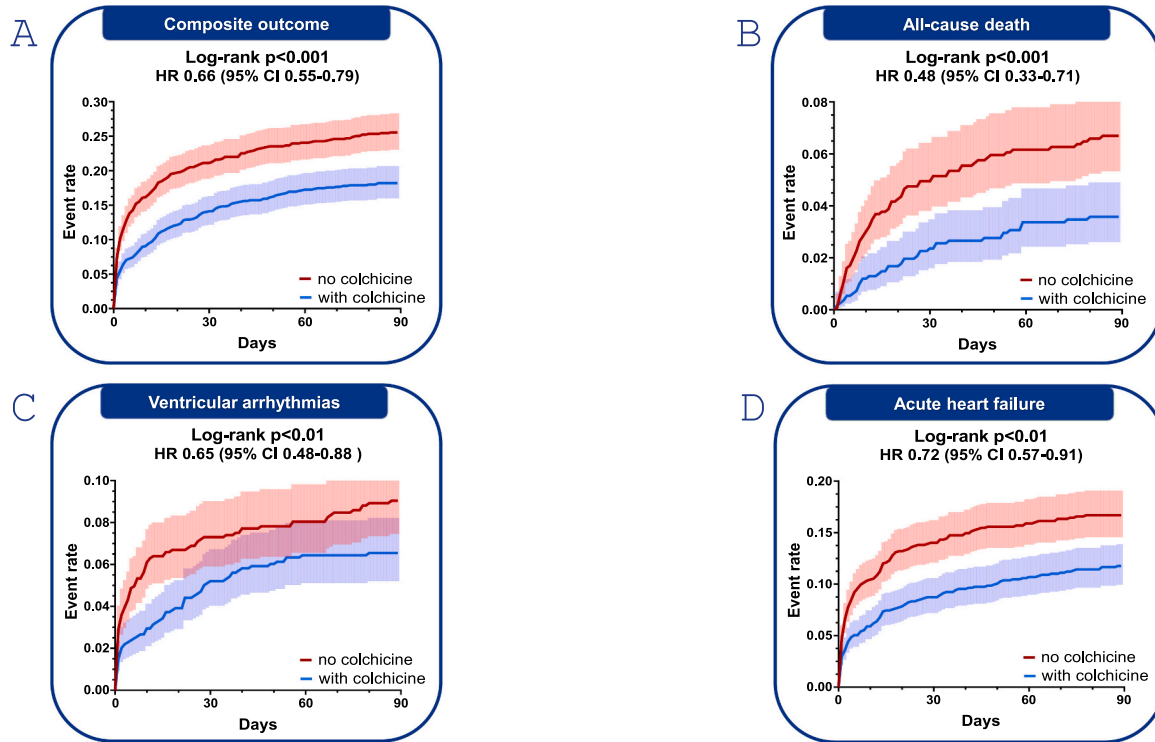 A
Composite outcome
Log-rank p<0.001
HR 0.66 (95% CI 0.55-0.79)
0.30
0.25
0.20
0.15
0.10
0.05
0.00
Event rate
no colchicine
with colchicine
0 30 60 90
Days
B
All-cause death
Log-rank p<0.001
HR 0.48 (95% CI 0.33-0.71)
0.08
0.06
0.04
0.02
0.00
Event rate
no colchicine
with colchicine
0 30 60 90
Days
C
Ventricular arrhythmias
Log-rank p<0.01
HR 0.65 (95% CI 0.48-0.88 )
0.10
0.08
0.06
0.04
0.02
0.00
Event rate
no colchicine
with colchicine
0 30 60 90
Days
D
Acute heart failure
Log-rank p<0.01
HR 0.72 (95% CI 0.57-0.91)
0.20
0.15
0.10
0.05
0.00
Event rate
no colchicine
with colchicine
0 30 60 90
Days